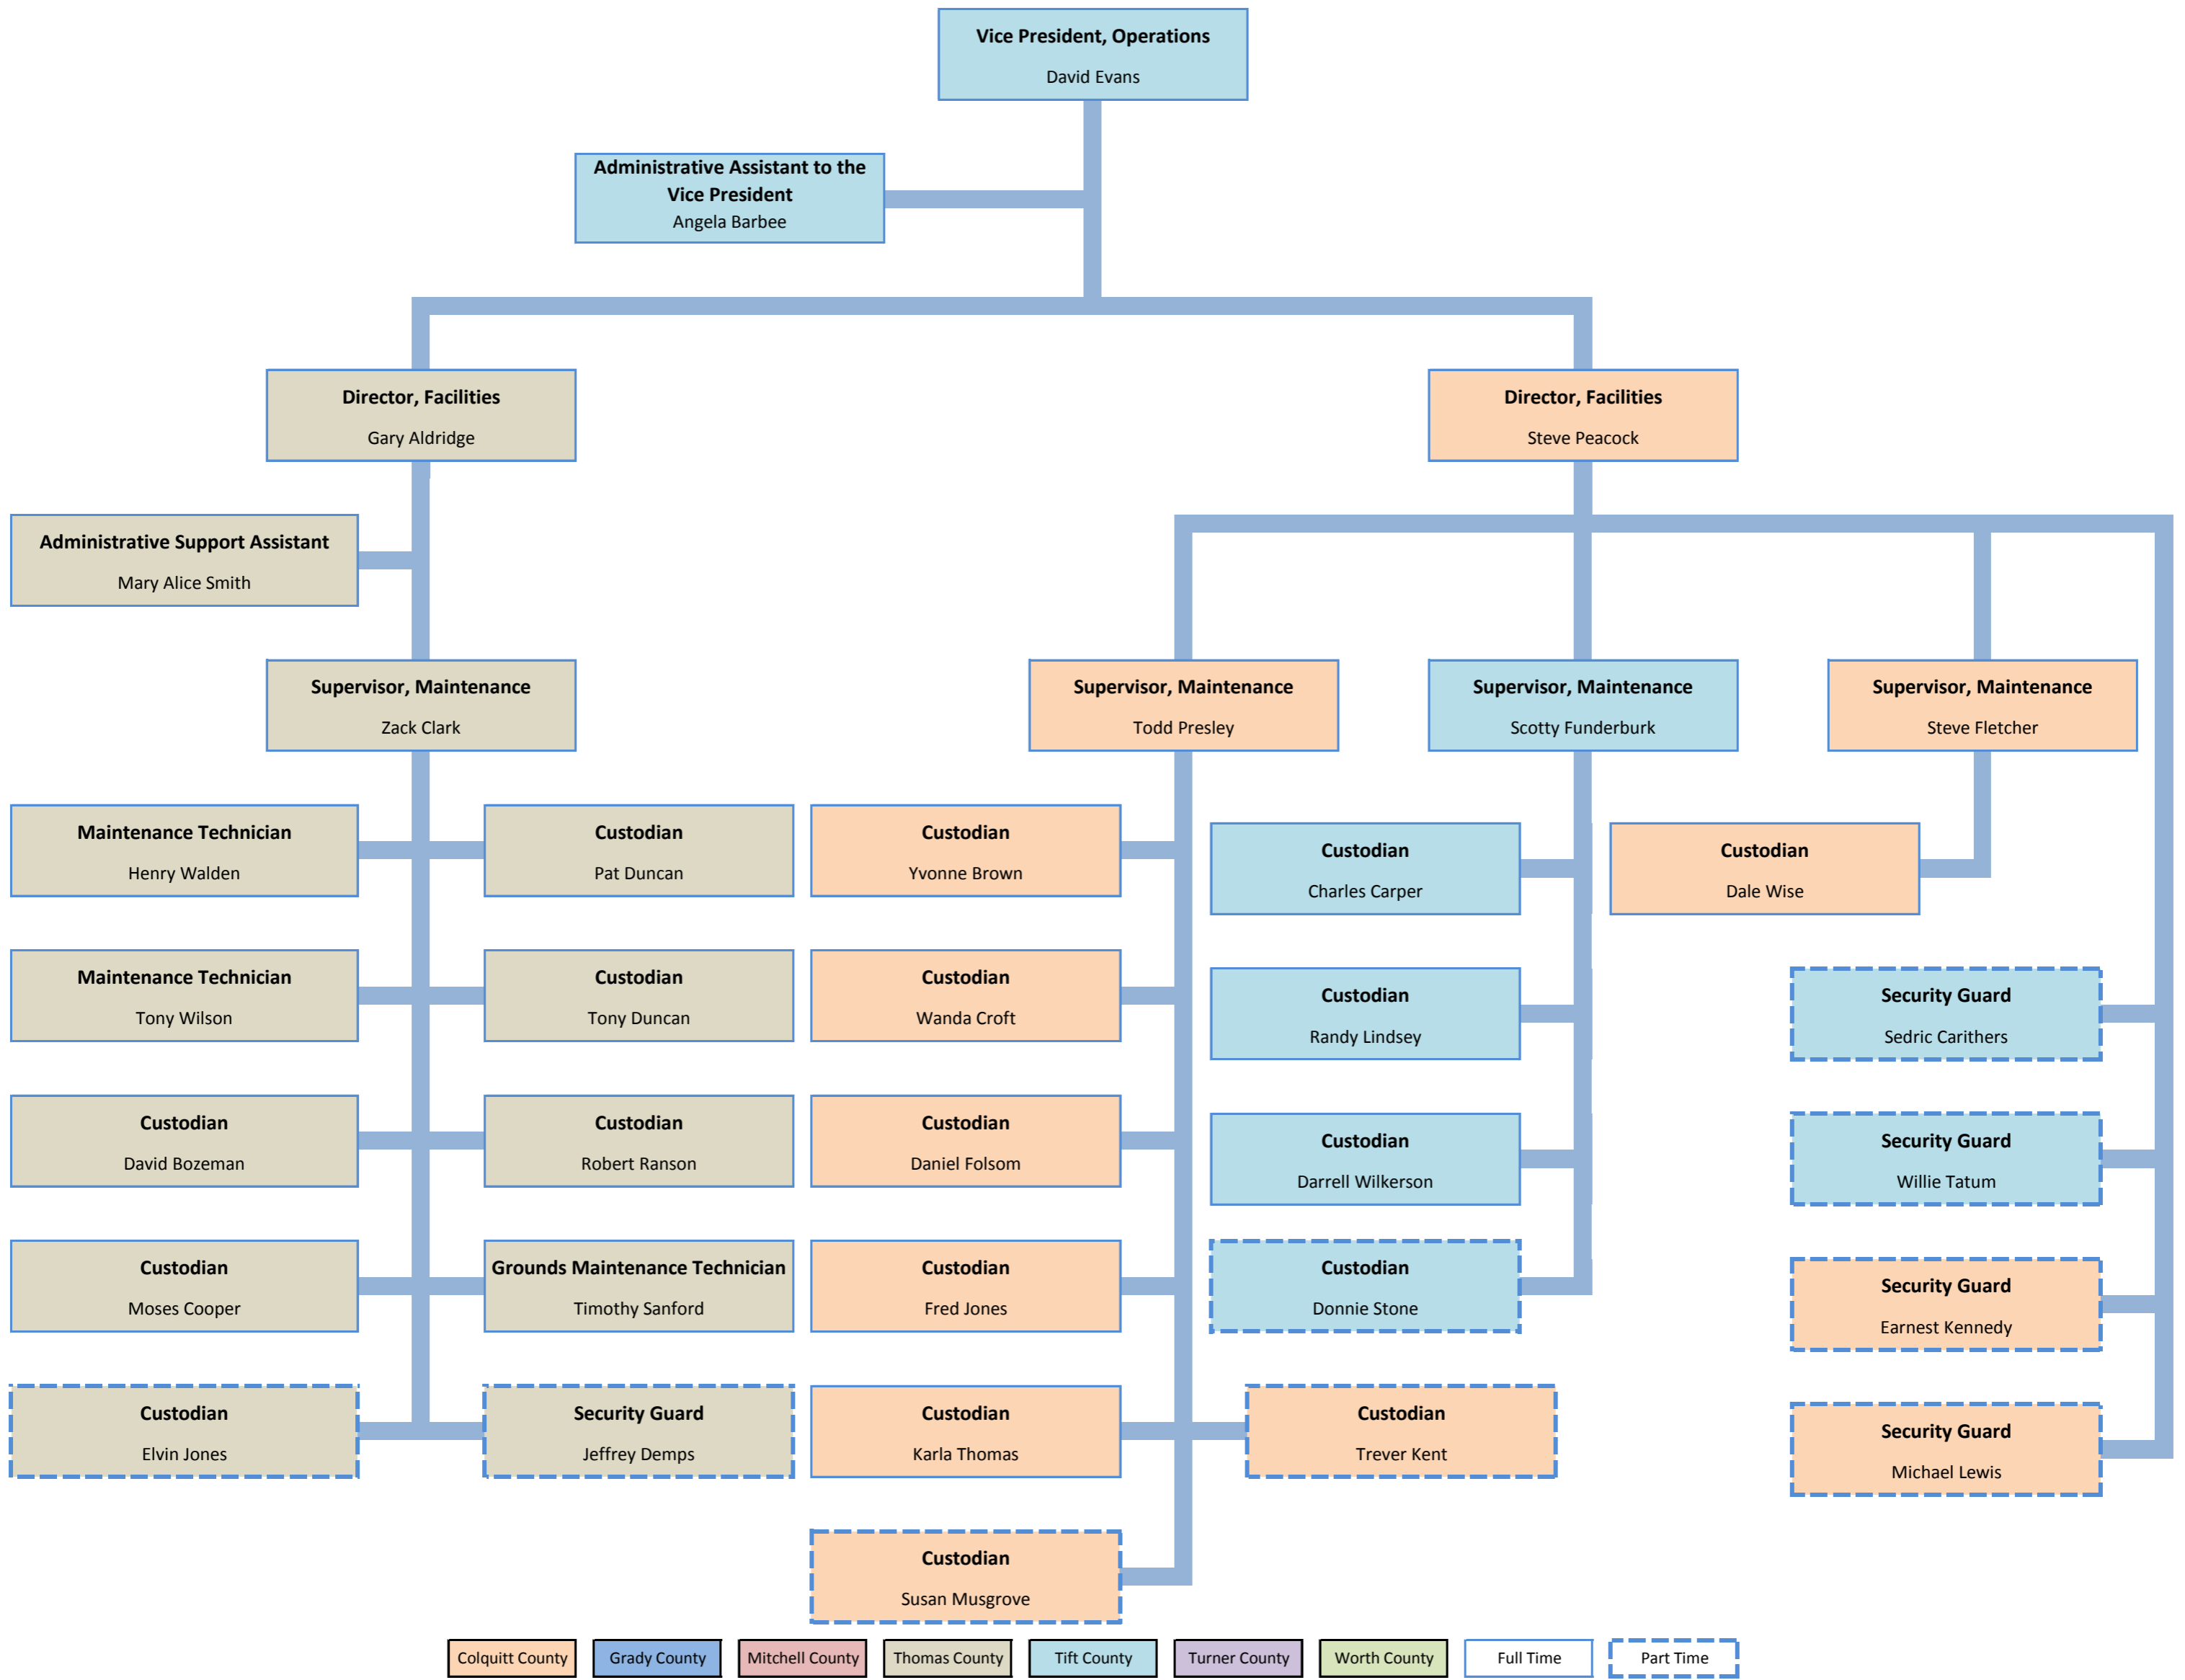 Vice President, Operations
David Evans
Administrative Assistant to the
Vice President
Angela Barbee
Director, Facilities
Gary Aldridge
Director, Facilities
Steve Peacock
Administrative Support Assistant
Mary Alice Smith
Supervisor, Maintenance
Zack Clark
Supervisor, Maintenance
Todd Presley
Supervisor, Maintenance
Scotty Funderburk
Supervisor, Maintenance
Steve Fletcher
Maintenance Technician
Henry Walden
Custodian
Pat Duncan
Custodian
Yvonne Brown
Custodian
Charles Carper
Custodian
Dale Wise
Maintenance Technician
Tony Wilson
Custodian
Tony Duncan
Custodian
Wanda Croft
Custodian
Randy Lindsey
Security Guard
Sedric Carithers
Custodian
David Bozeman
Custodian
Robert Ranson
Custodian
Daniel Folsom
Custodian
Darrell Wilkerson
Security Guard
Willie Tatum
Custodian
Moses Cooper
Grounds Maintenance Technician
Timothy Sanford
Custodian
Fred Jones
Custodian
Donnie Stone
Security Guard
Earnest Kennedy
Custodian
Elvin Jones
Security Guard
Jeffrey Demps
Custodian
Karla Thomas
Custodian
Trever Kent
Security Guard
Michael Lewis
Custodian
Susan Musgrove
Colquitt County
Grady County
Mitchell County
Thomas County
Tift County
Turner County
Worth County
Full Time
Part Time